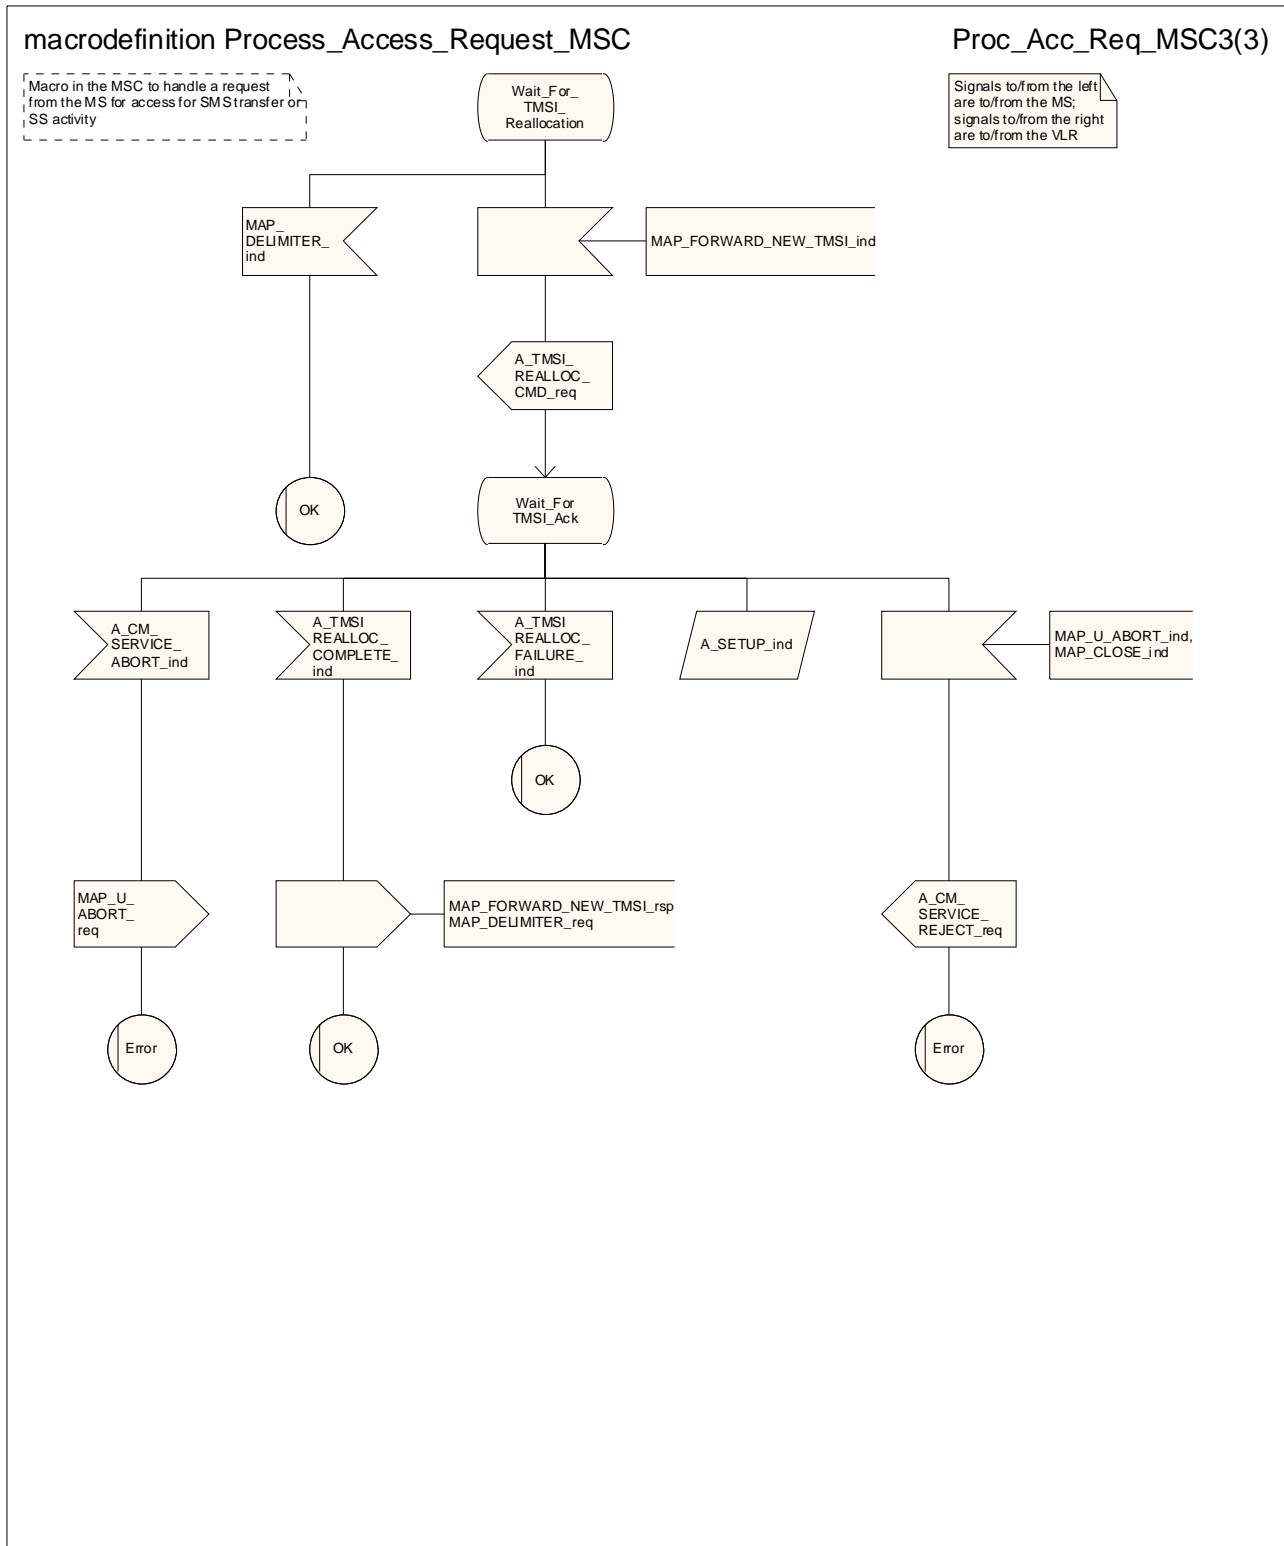 macrodefinition Process_Access_Request_MSC
Proc_Acc_Req_MSC3(3)
Macro in the MSC to handle a request
from the MS for access for SMS transfer or
SS activity
Wait_For_
TMSI_
Reallocation
Signals to/from the left
are to/from the MS;
signals to/from the right
are to/from the VLR
MAP_
DELIMITER_
ind
MAP_FORWARD_NEW_TMSI_ind
A_TMSI_
REALLOC_
CMD_req
OK
Wait_For
TMSI_Ack
A_CM_
SERVICE_
ABORT_ind
A_TMSI
REALLOC_
COMPLETE_
ind
A_TMSI
REALLOC_
FAILURE_
ind
A_SETUP_ind
MAP_U_ABORT_ind,
MAP_CLOSE_ind
OK
MAP_U_
ABORT_
req
MAP_FORWARD_NEW_TMSI_rsp
MAP_DELIMITER_req
A_CM_
SERVICE_
REJECT_req
Error
OK
Error